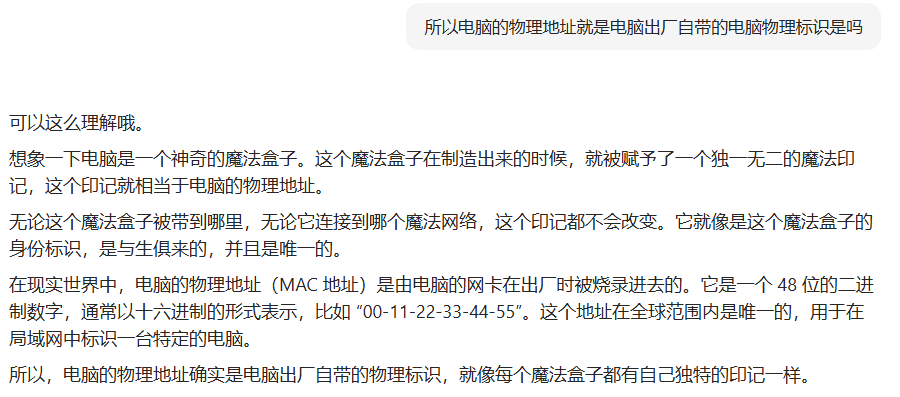 所以电脑的物理地址就是电脑出厂自带的电脑物理标识是吗
可以这么理解哦。
想象一下电脑是一个神奇的魔法盒子。这个魔法盒子在制造出来的时候，就被赋予了一个独一无二的魔法印
记，这个印记就相当于电脑的物理地址。
无论这个魔法盒子被带到哪里，无论它连接到哪个魔法网络，这个印记都不会改变。它就像是这个魔法盒子的
身份标识，是与生俱来的，并且是唯一的。
在现实世界中，电脑的物理地址（MAC 地址）是由电脑的网卡在出厂时被烧录进去的。它是一个 48 位的二进
制数字，通常以十六进制的形式表示，比如 “00-11-22-33-44-55”。这个地址在全球范围内是唯一的，用于在
局域网中标识一台特定的电脑。
所以，电脑的物理地址确实是电脑出厂自带的物理标识，就像每个魔法盒子都有自己独特的印记一样。